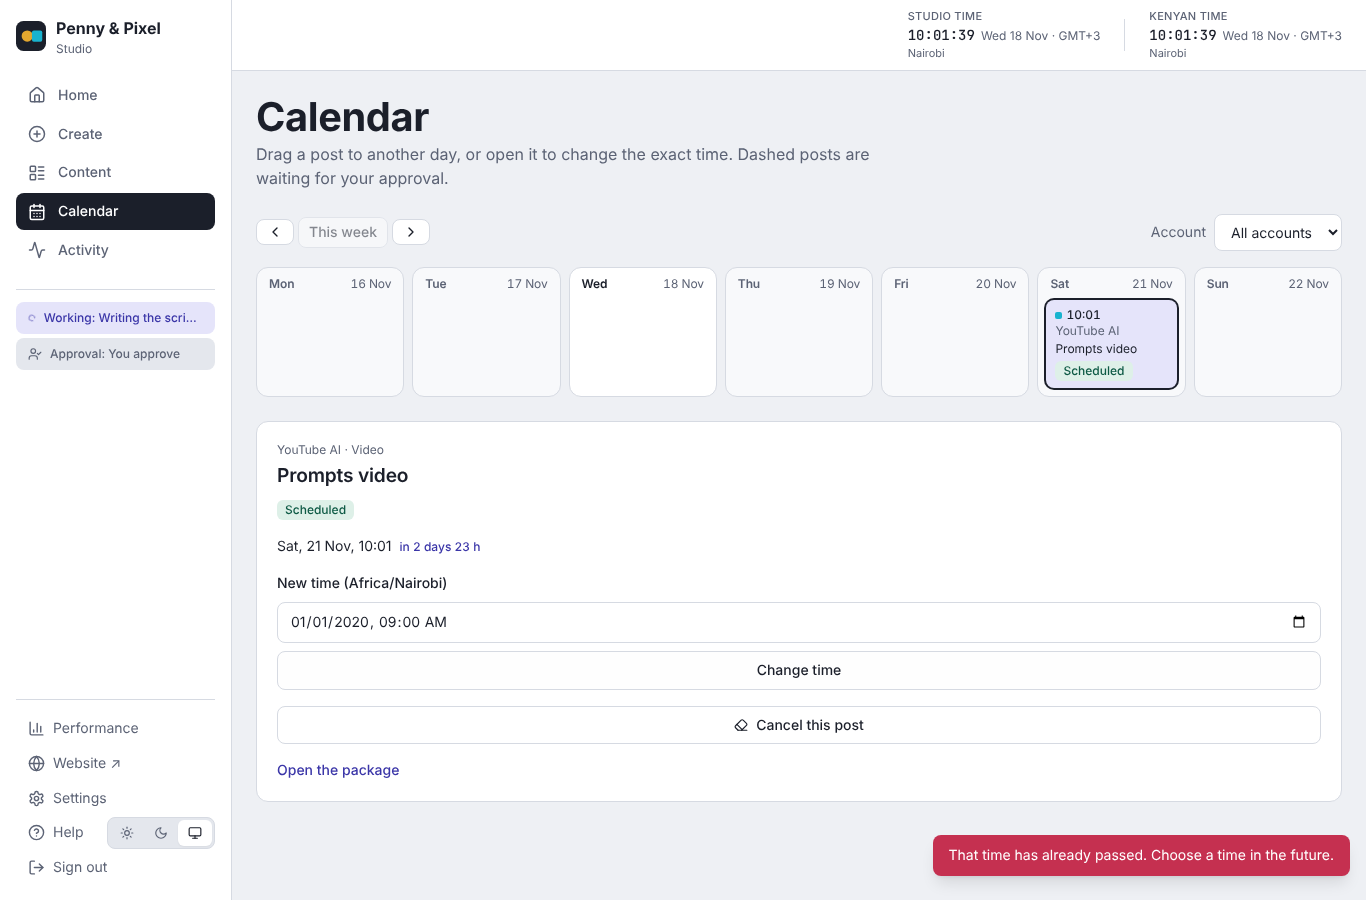 Penny & Pixel
Studio
Home
Create
Content
Calendar
Activity
Working: Writing the scri...
Approval: You approve
Performance
Website ↗
Settings
Help
Sign out
STUDIO TIME
10:01:39 Wed 18 Nov · GMT+3
Nairobi
KENYAN TIME
10:01:39 Wed 18 Nov · GMT+3
Nairobi
Calendar
Drag a post to another day, or open it to change the exact time. Dashed posts are
waiting for your approval.
This week
Account All accounts
Mon 16 Nov
Tue 17 Nov
Wed 18 Nov
Thu 19 Nov
Fri 20 Nov
Sat 21 Nov
10:01
YouTube AI
Prompts video
Scheduled
Sun 22 Nov
YouTube AI · Video
Prompts video
Scheduled
Sat, 21 Nov, 10:01 in 2 days 23 h
New time (Africa/Nairobi)
01/01/2020, 09:00 AM
Change time
Cancel this post
Open the package
That time has already passed. Choose a time in the future.